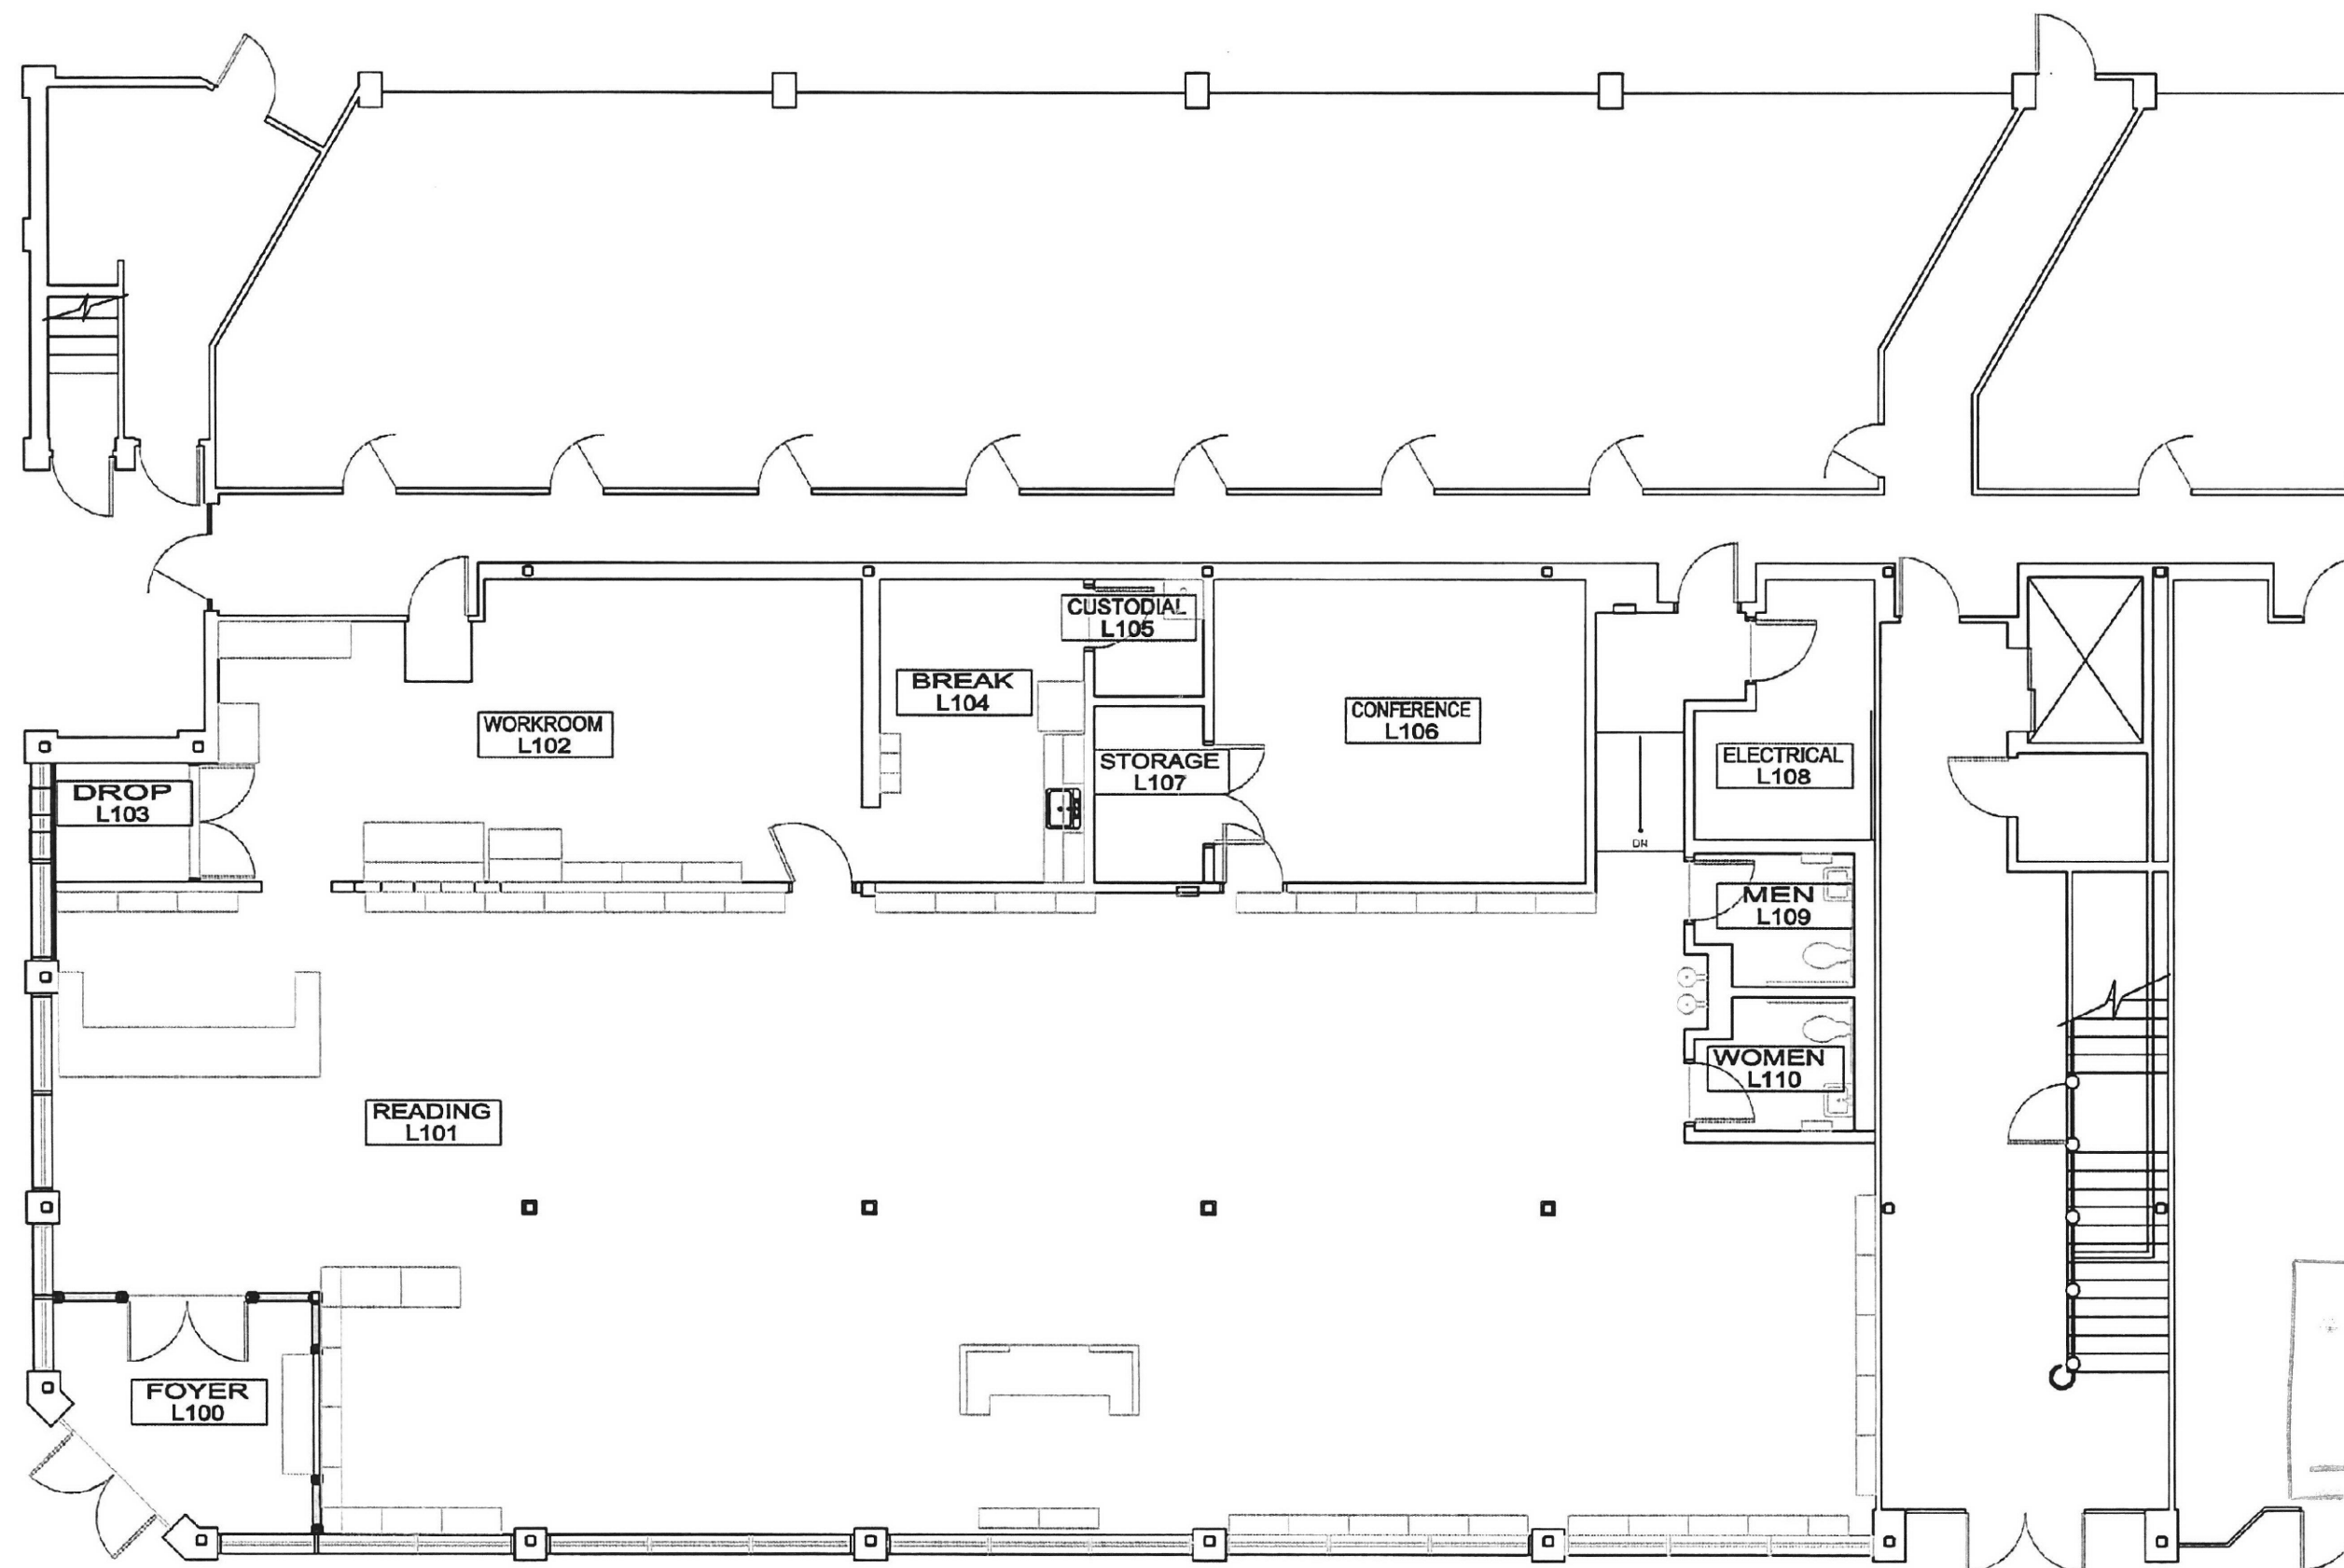 CUSTODIAL
L105
BREAK
L104
WORKROOM
L102
CONFERENCE
L106
STORAGE
L107
ELECTRICAL
L108
DROP
L103
DN
MEN
L109
WOMEN
L110
READING
L101
FOYER
L100